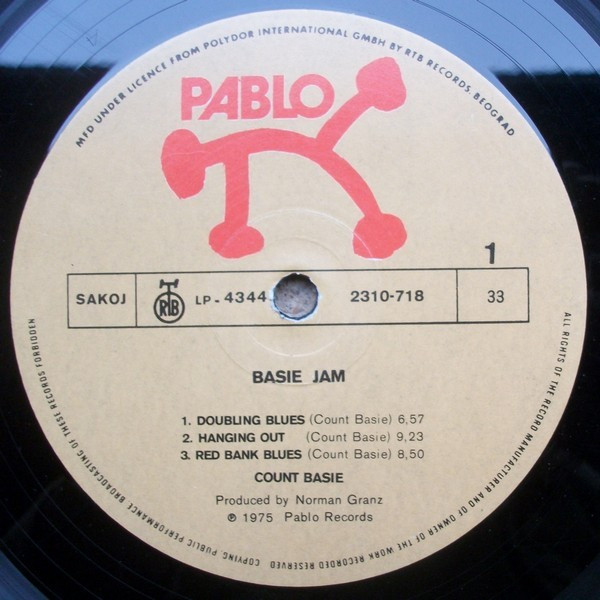 MFD UNDER LICENCE FROM POLYDOR INTERNATIONAL GMBH BY RTB RECORDS, BEOGRAD
PABLO
1
SAKOJ RTB LP - 4344 2310-718 33
BASIE JAM
1. DOUBLING BLUES (Count Basie) 6,57
2. HANGING OUT (Count Basie) 9,23
3. RED BANK BLUES (Count Basie) 8,50
COUNT BASIE
Produced by Norman Granz
℗ 1975 Pablo Records
ALL RIGHTS OF THE RECORD MANUFACTURER AND OF OWNER OF THE WORK RECORDED RESERVED COPYING, PUBLIC PERFORMANCE BROADCASTING OF THESE RECORDS FORBIDDEN